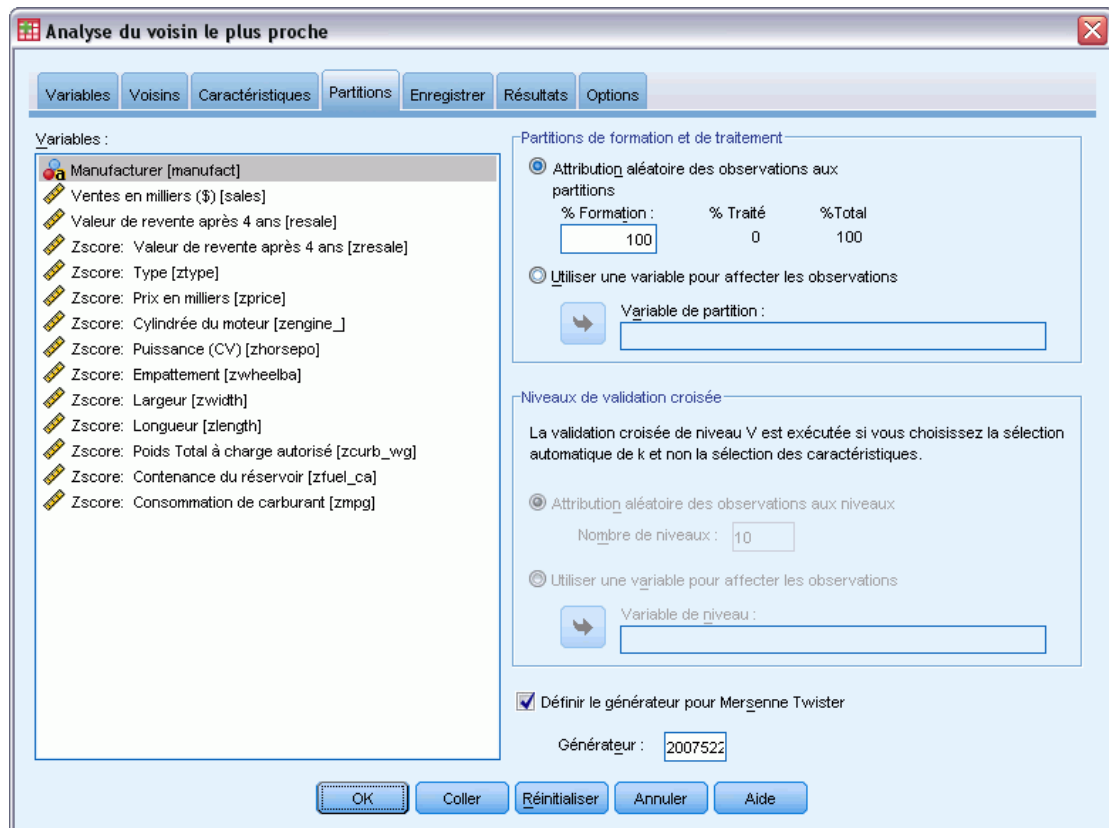 Analyse du voisin le plus proche
Variables
Voisins
Caractéristiques
Partitions
Enregistrer
Résultats
Options
Variables :
Manufacturer [manufact]
Ventes en milliers ($) [sales]
Valeur de revente après 4 ans [resale]
Zscore: Valeur de revente après 4 ans [zresale]
Zscore: Type [ztype]
Zscore: Prix en milliers [zprice]
Zscore: Cylindrée du moteur [zengine_]
Zscore: Puissance (CV) [zhorsepo]
Zscore: Empattement [zwheelba]
Zscore: Largeur [zwidth]
Zscore: Longueur [zlength]
Zscore: Poids Total à charge autorisé [zcurb_wg]
Zscore: Contenance du réservoir [zfuel_ca]
Zscore: Consommation de carburant [zmpg]
Partitions de formation et de traitement
Attribution aléatoire des observations aux
partitions
% Formation : % Traité %Total
100 0 100
Utiliser une variable pour affecter les observations
Variable de partition :
Niveaux de validation croisée
La validation croisée de niveau V est exécutée si vous choisissez la sélection
automatique de k et non la sélection des caractéristiques.
Attribution aléatoire des observations aux niveaux
Nombre de niveaux : 10
Utiliser une variable pour affecter les observations
Variable de niveau :
Définir le générateur pour Mersenne Twister
Générateur : 2007522
OK
Coller
Réinitialiser
Annuler
Aide